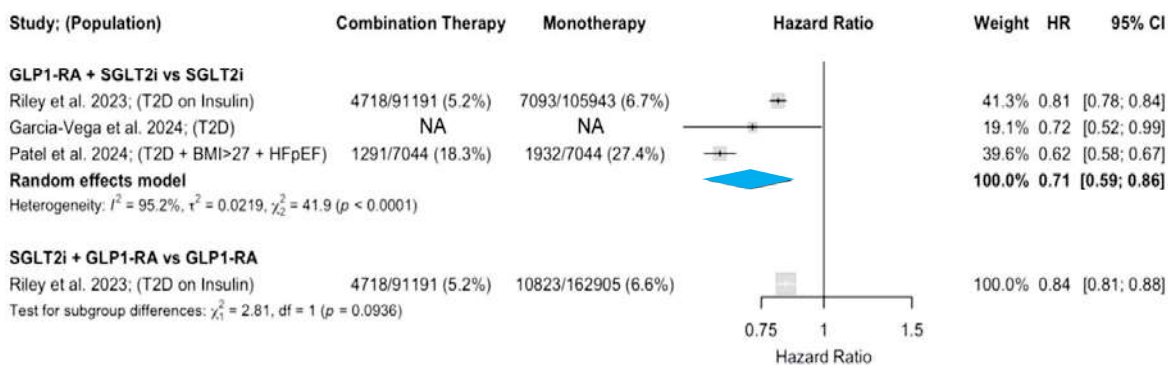 Study; (Population) Combination Therapy Monotherapy Hazard Ratio Weight HR 95% CI
GLP1-RA + SGLT2i vs SGLT2i
Riley et al. 2023; (T2D on Insulin) 4718/91191 (5.2%) 7093/105943 (6.7%) 41.3% 0.81 [0.78; 0.84]
Garcia-Vega et al. 2024; (T2D) NA NA 19.1% 0.72 [0.52; 0.99]
Patel et al. 2024; (T2D + BMI>27 + HFpEF) 1291/7044 (18.3%) 1932/7044 (27.4%) 39.6% 0.62 [0.58; 0.67]
Random effects model 100.0% 0.71 [0.59; 0.86]
Heterogeneity: I² = 95.2%, τ² = 0.0219, χ²₂ = 41.9 (p < 0.0001)
SGLT2i + GLP1-RA vs GLP1-RA
Riley et al. 2023; (T2D on Insulin) 4718/91191 (5.2%) 10823/162905 (6.6%) 100.0% 0.84 [0.81; 0.88]
Test for subgroup differences: χ²₁ = 2.81, df = 1 (p = 0.0936)
0.75 1 1.5
Hazard Ratio